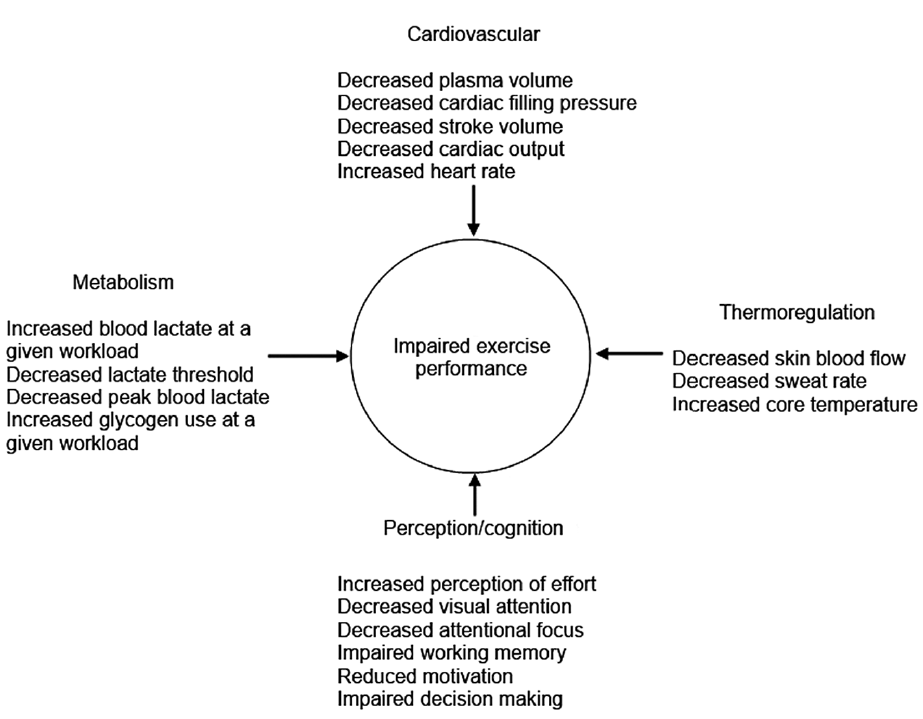 Cardiovascular
Decreased plasma volume
Decreased cardiac filling pressure
Decreased stroke volume
Decreased cardiac output
Increased heart rate
Metabolism
Increased blood lactate at a
given workload
Decreased lactate threshold
Decreased peak blood lactate
Increased glycogen use at a
given workload
Impaired exercise
performance
Thermoregulation
Decreased skin blood flow
Decreased sweat rate
Increased core temperature
Perception/cognition
Increased perception of effort
Decreased visual attention
Decreased attentional focus
Impaired working memory
Reduced motivation
Impaired decision making